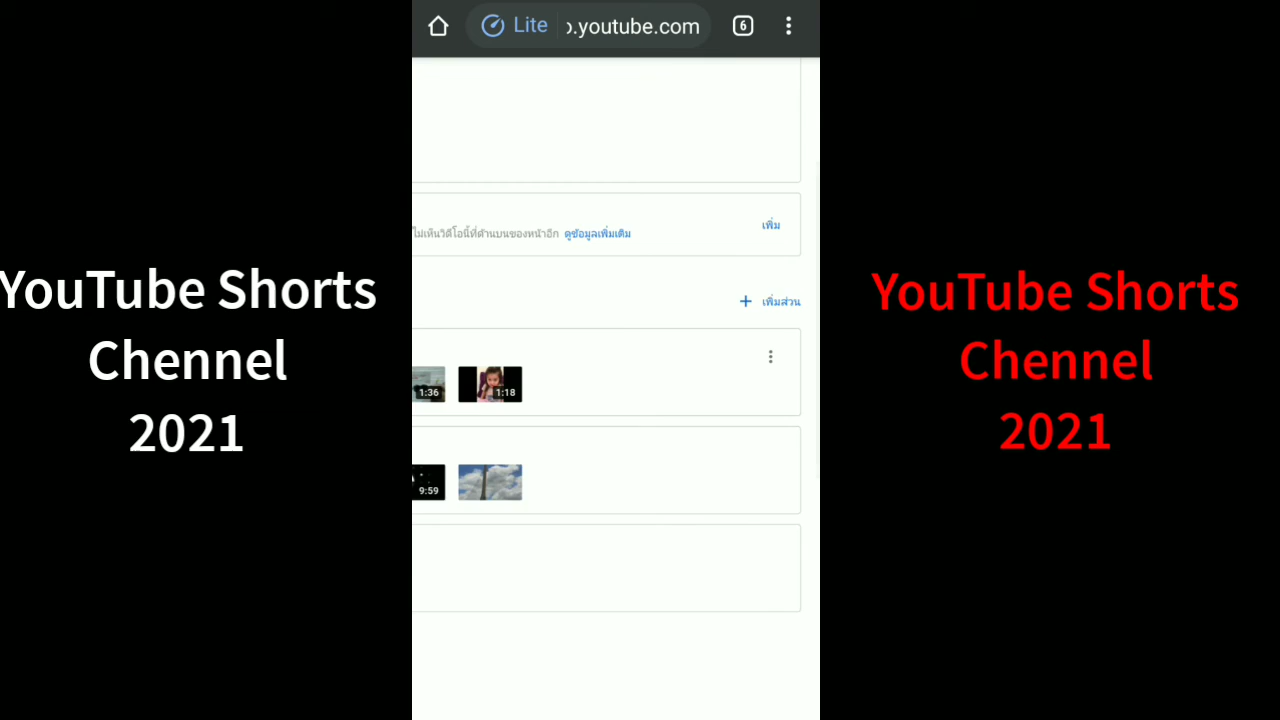 YouTube Shorts
Chennel
2021
Lite
o.youtube.com
6
เพิ่ม
ไม่เห็นวิดีโอนี้ที่ด้านบนของหน้าอีก ดูข้อมูลเพิ่มเติม
+ เพิ่มส่วน
1:36
1:18
9:59
YouTube Shorts
Chennel
2021